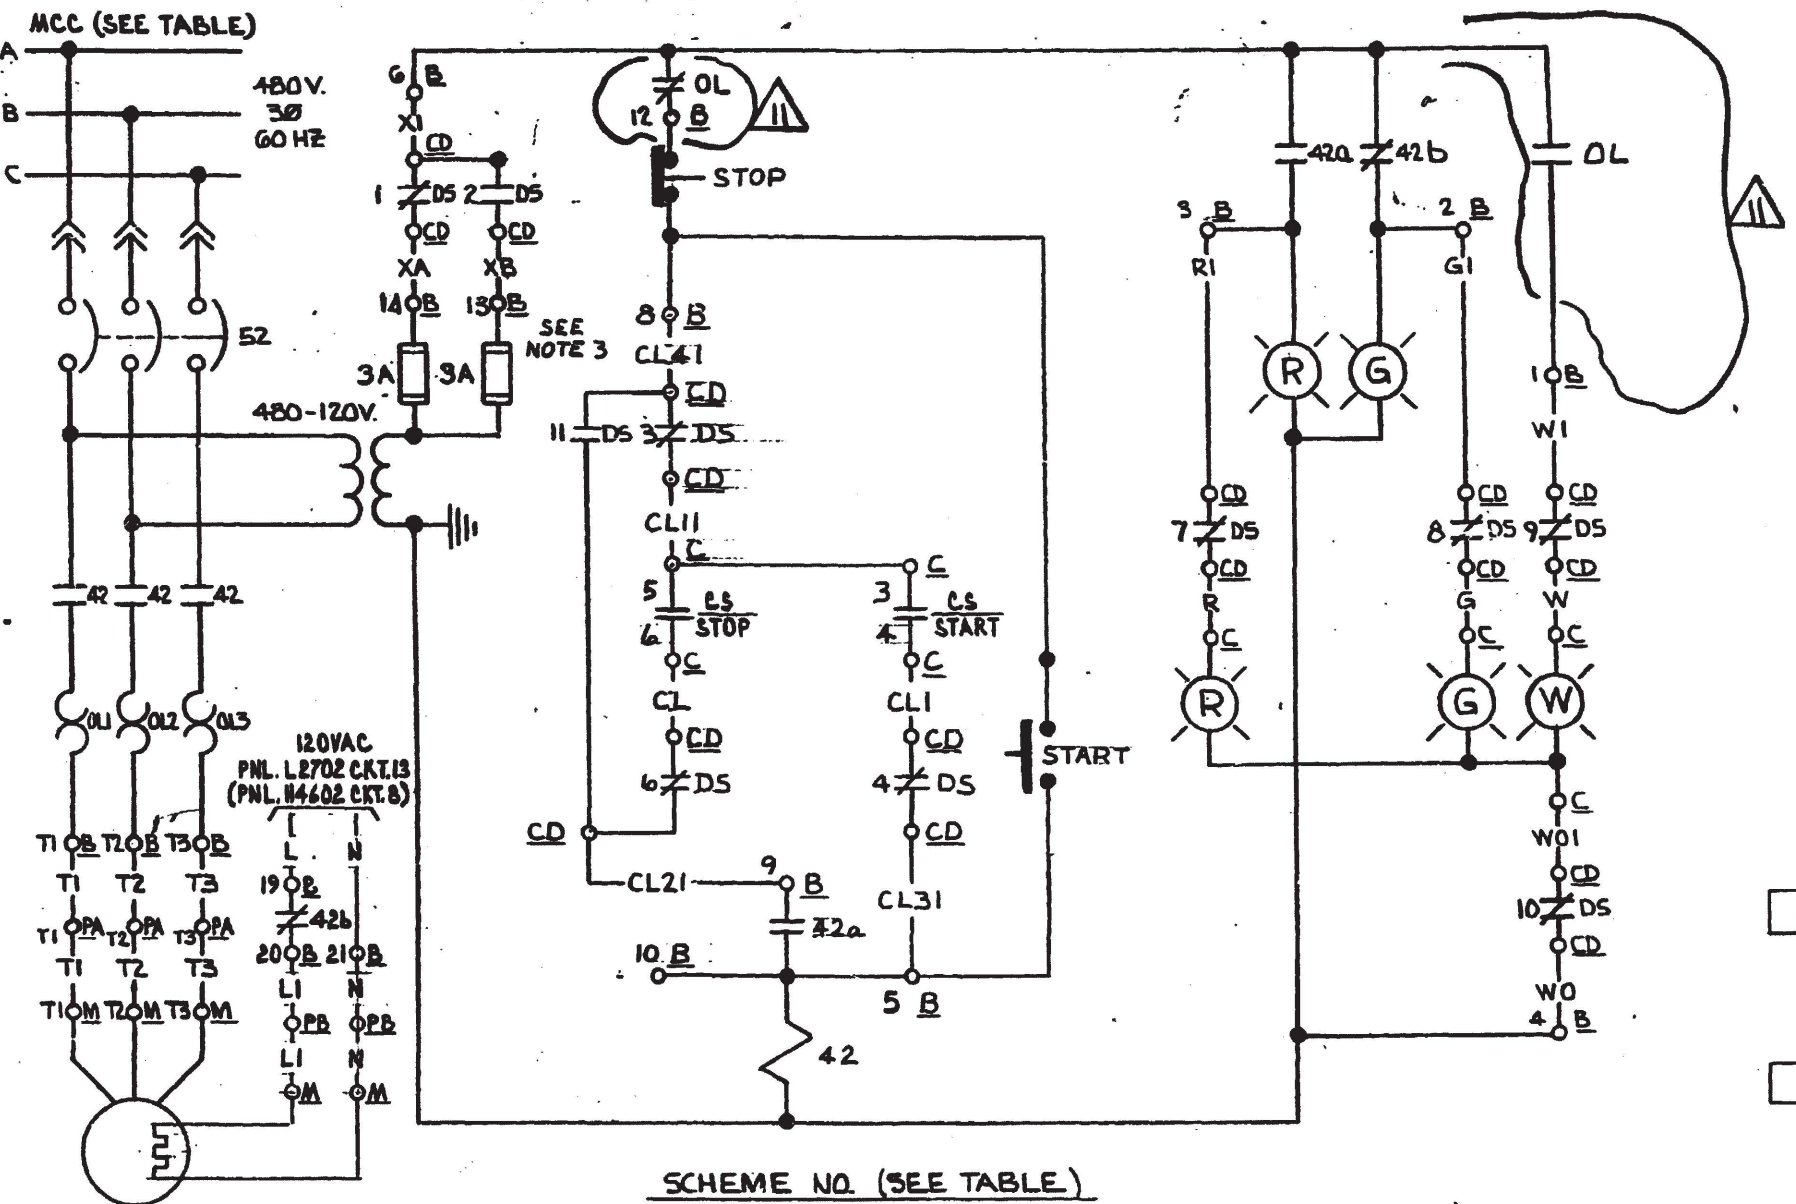 MCC (SEE TABLE)
A
B
C
480V.
3Ø
60 HZ
52
480-120V.
42 42 42
OL1 OL2 OL3
120VAC
PNL. L2702 CKT.13
(PNL. H4602 CKT. 8)
L N
19 B
42b
20 B 21 B
L1 N
PB PB
L1 N
M M
T1 B T2 B T3 B
T1 T2 T3
T1 PA T2 PA T3 PA
T1 T2 T3
T1 M T2 M T3 M
6 B
X1
CD
1 DS 2 DS
CD CD
XA XB
14 B 13 B
SEE
NOTE 3
3A 3A
OL
12 B
11
STOP
8 B
CL41
CD
11 DS 3 DS
CD
CL11
C C
5 CS
6 STOP
3 CS
4 START
C C
CL CL1
CD CD
6 DS 4 DS
CD CD
START
CL21
9 B
42a
CL31
10 B
5 B
42
42a 42b
OL
11
3 B 2 B
R1 G1
R G
1 B
W1
CD CD CD
7 DS 8 DS 9 DS
CD CD CD
R G W
C C C
R G W
C
W01
CD
10 DS
CD
W0
4 B
SCHEME NO. (SEE TABLE)